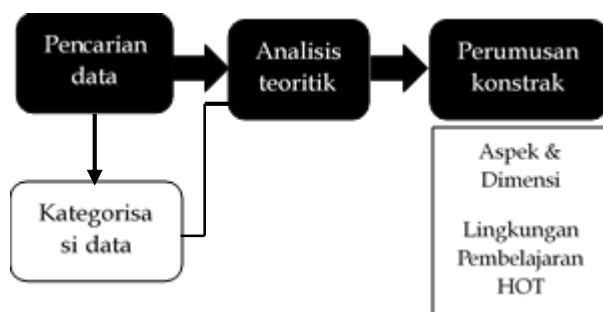 Pencarian
data
Analisis
teoritik
Perumusan
konstrak
Kategorisa
si data
Aspek &
Dimensi
Lingkungan
Pembelajaran
HOT